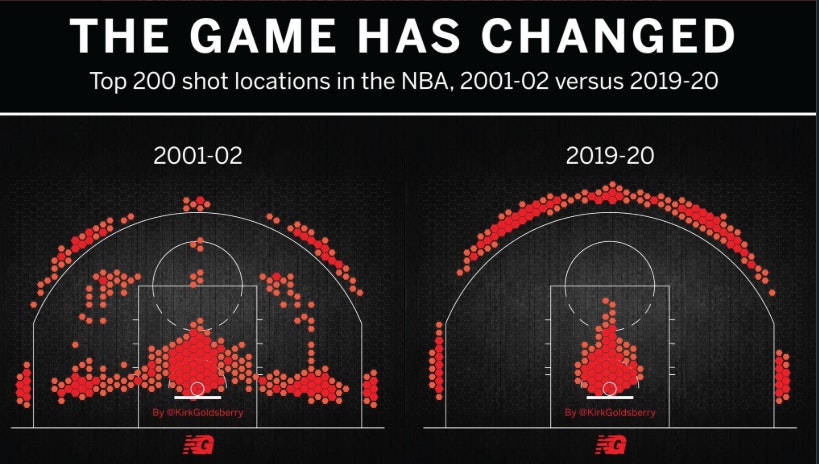 THE GAME HAS CHANGED
Top 200 shot locations in the NBA, 2001-02 versus 2019-20
2001-02
2019-20
By @KirkGoldsberry
By @KirkGoldsberry
G
G